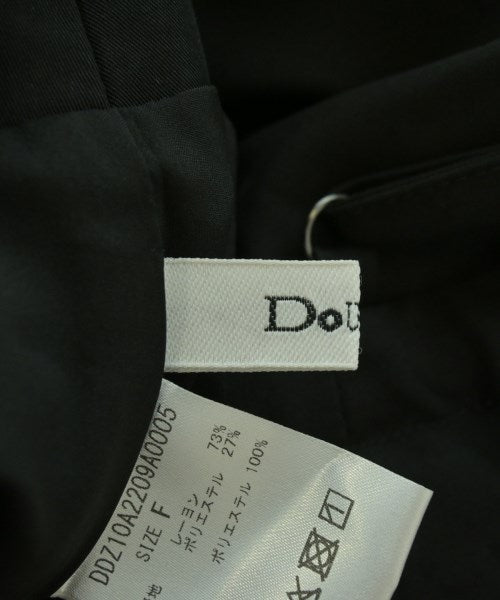 DoU
DDZ10A2209A0005
SIZE F
レーヨン 73%
ポリエステル 27%
ポリエステル 100%
地